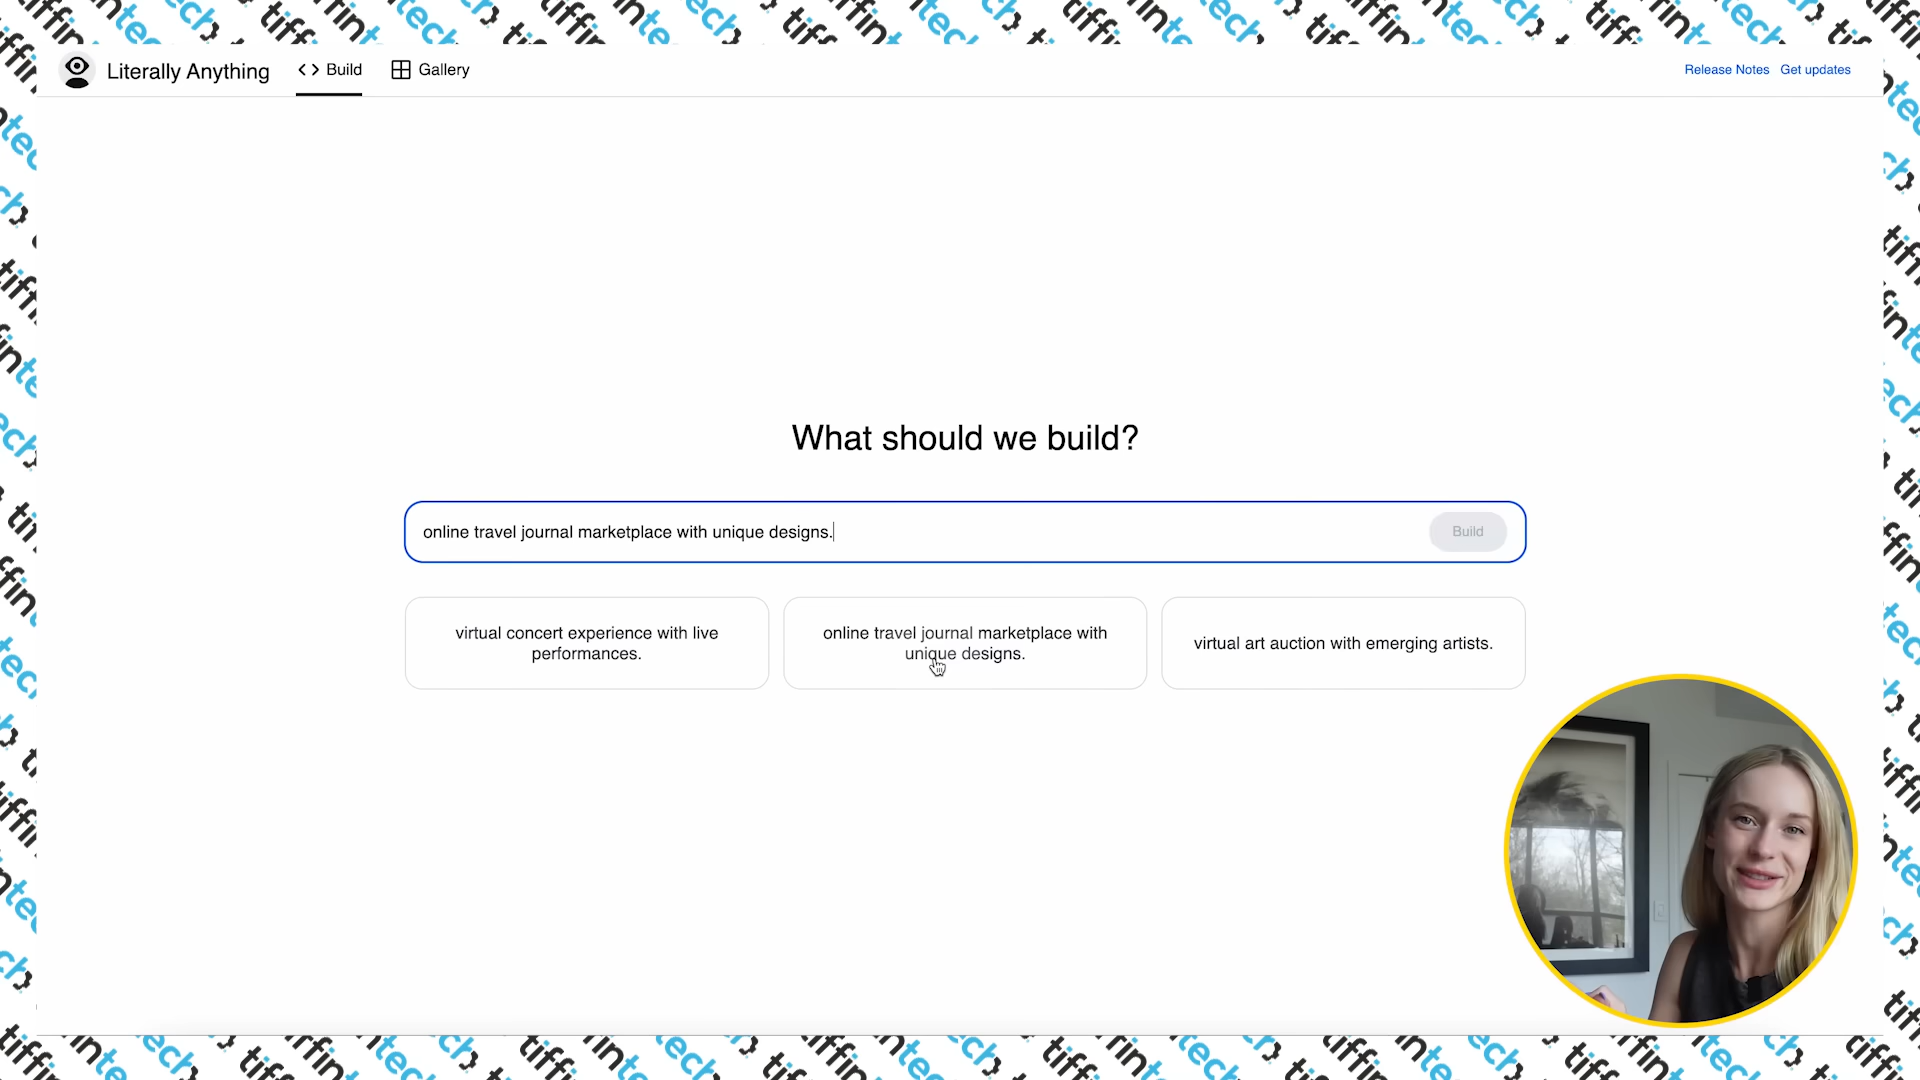 Literally Anything
Build
Gallery
Release Notes
Get updates
What should we build?
online travel journal marketplace with unique designs.
Build
virtual concert experience with live
performances.
online travel journal marketplace with
unique designs.
virtual art auction with emerging artists.
tiffintech